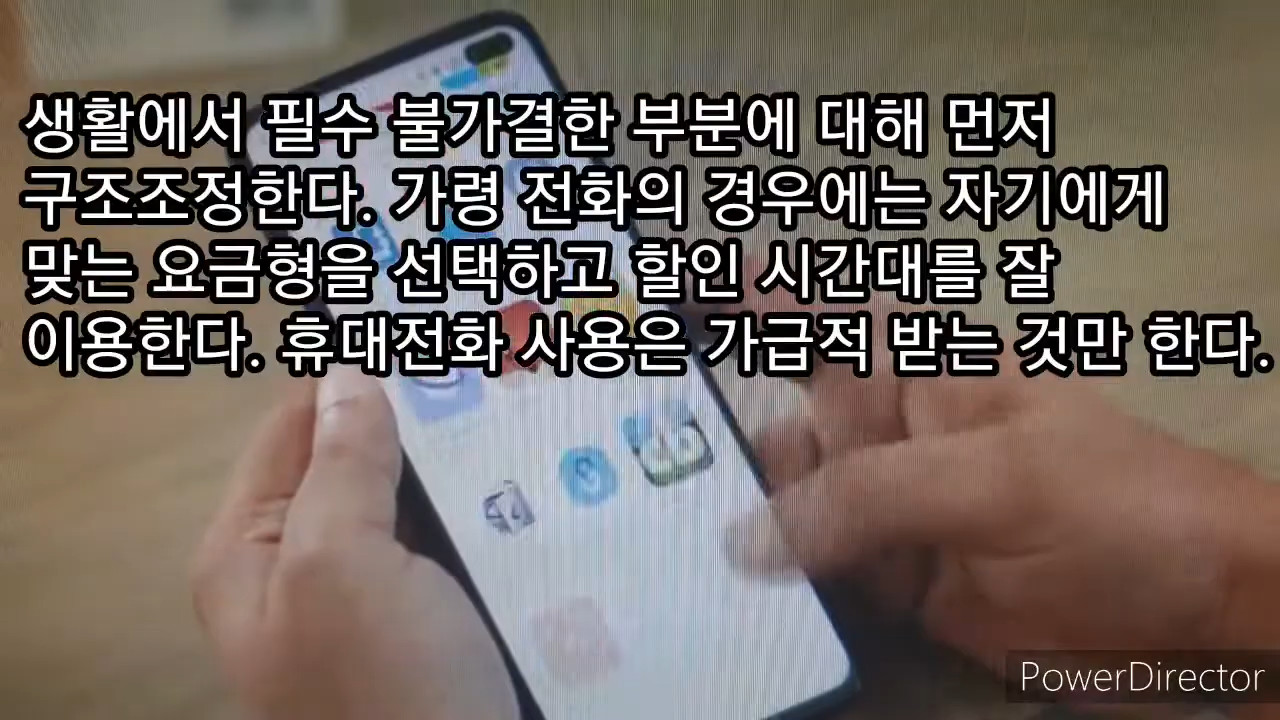 생활에서 필수 불가결한 부분에 대해 먼저
구조조정한다. 가령 전화의 경우에는 자기에게
맞는 요금형을 선택하고 할인 시간대를 잘
이용한다. 휴대전화 사용은 가급적 받는 것만 한다.
PowerDirector